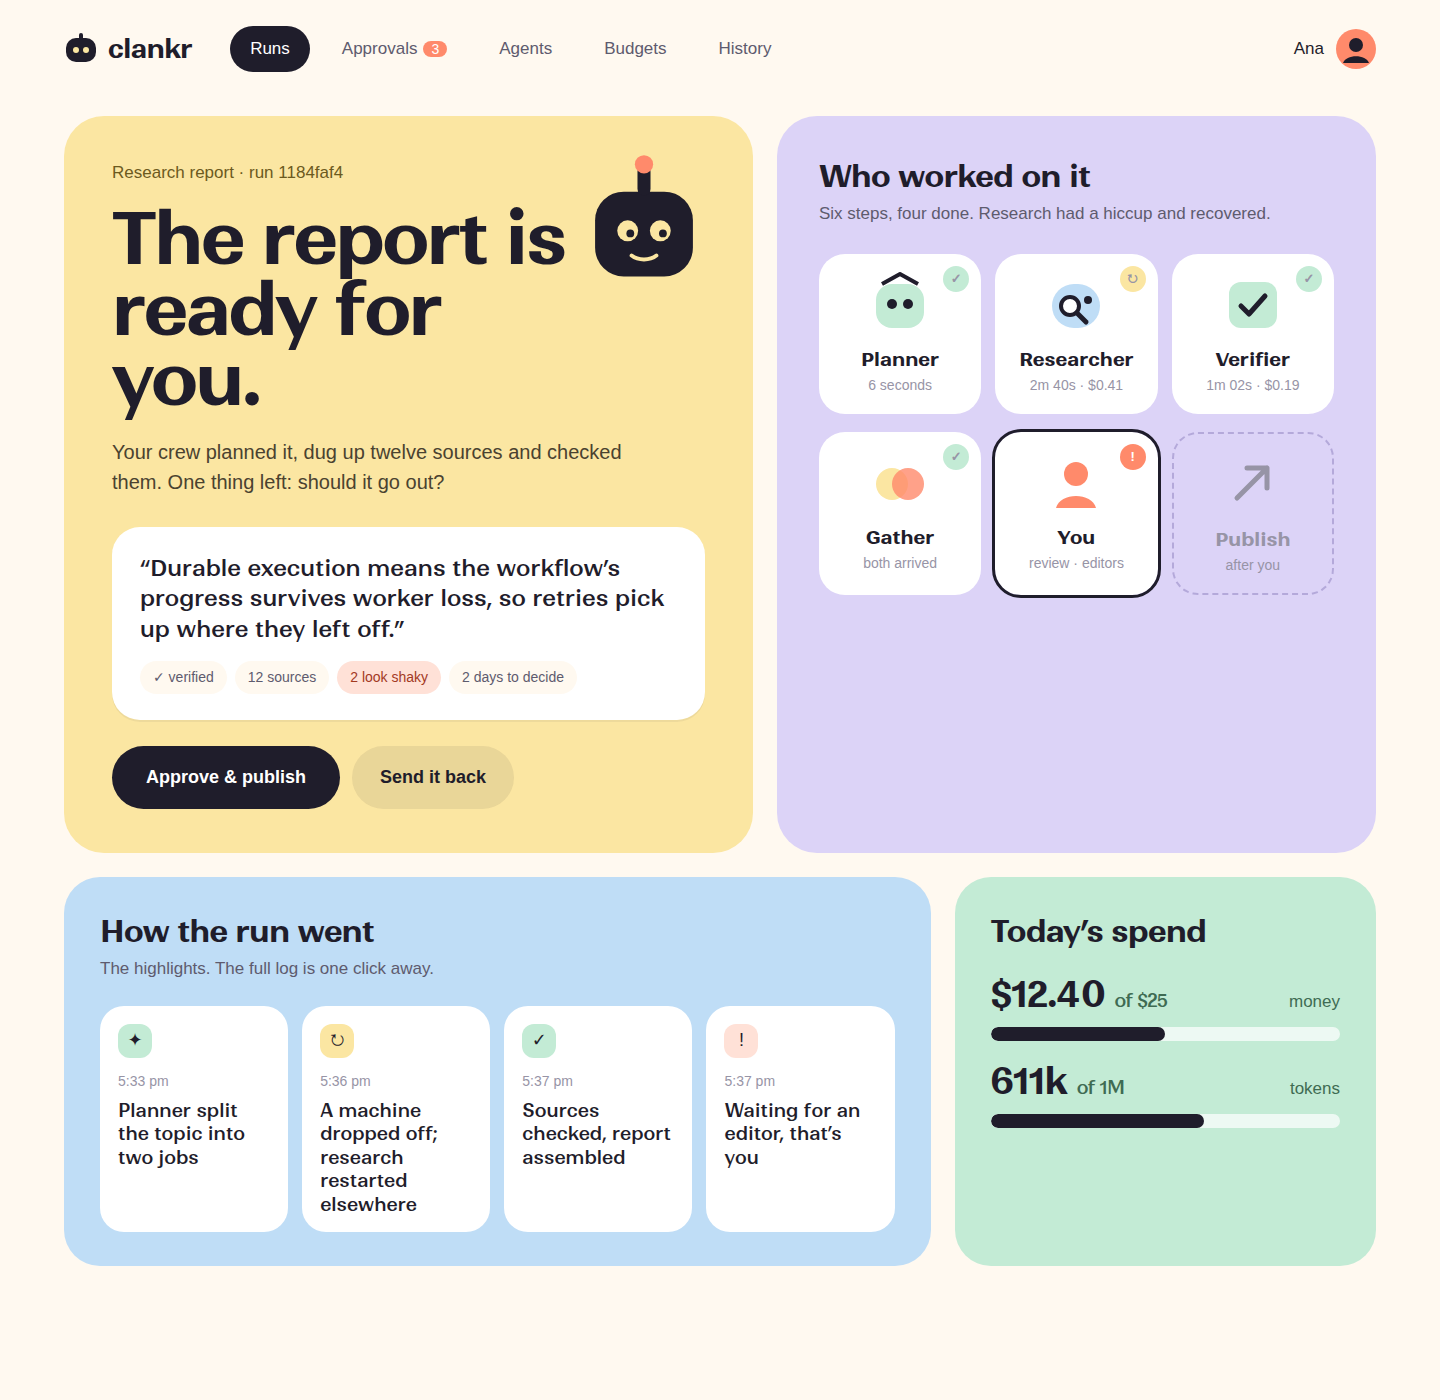 clankr
Runs
Approvals 3
Agents
Budgets
History
Ana
Research report · run 1184faf4
The report is
ready for
you.
Your crew planned it, dug up twelve sources and checked
them. One thing left: should it go out?
“Durable execution means the workflow’s
progress survives worker loss, so retries pick
up where they left off.”
✓ verified
12 sources
2 look shaky
2 days to decide
Approve & publish
Send it back
Who worked on it
Six steps, four done. Research had a hiccup and recovered.
✓
Planner
6 seconds
↻
Researcher
2m 40s · $0.41
✓
Verifier
1m 02s · $0.19
✓
Gather
both arrived
!
You
review · editors
Publish
after you
How the run went
The highlights. The full log is one click away.
✦
5:33 pm
Planner split
the topic into
two jobs
↻
5:36 pm
A machine
dropped off;
research
restarted
elsewhere
✓
5:37 pm
Sources
checked, report
assembled
!
5:37 pm
Waiting for an
editor, that’s
you
Today’s spend
$12.40 of $25
money
611k of 1M
tokens